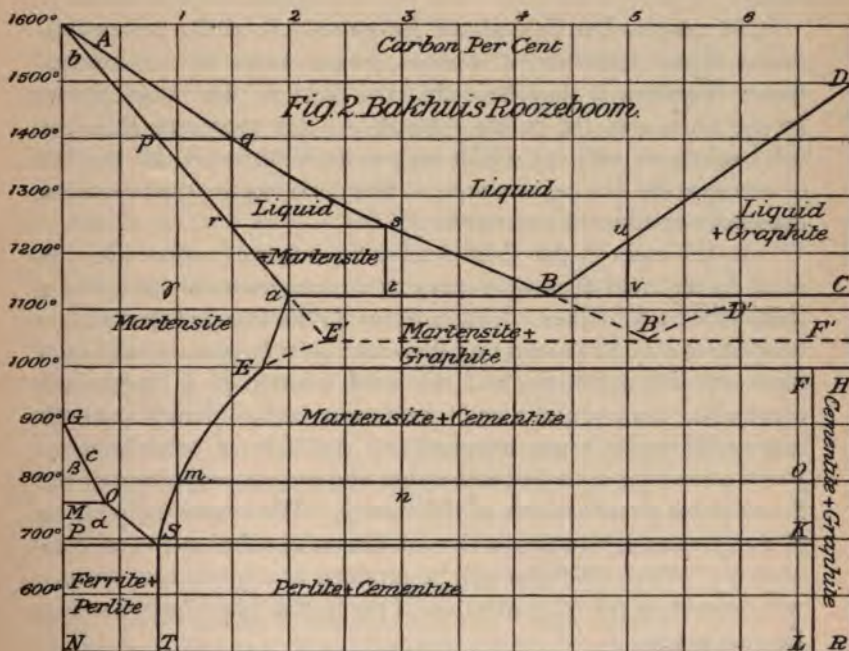 1 2 3 4 5 6
1600° A
b Carbon Per Cent
1500° D
Fig. 2. Bakhuis Roozeboom.
1400° p q
1300° Liquid
Liquid r s u Liquid
+Graphite
1200° +Martensite
γ a t B v C
1100° D'
Martensite E' Martensite+ B' F'
Graphite
1000° E F H
Martensite+Cementite
900° G
c
ß
800° m n O
O
M
P d S K
700°
Cementite+Graphite
Ferrite+
Perlite
600° Perlite+Cementite
N T L R